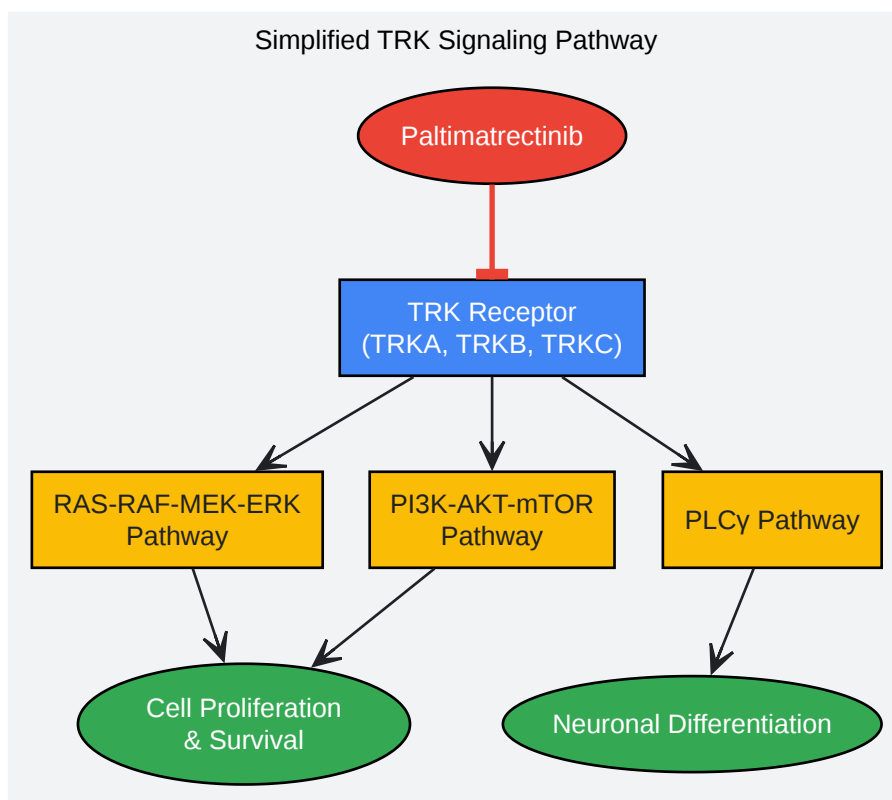 Simplified TRK Signaling Pathway
Paltimatrectinib
TRK Receptor
(TRKA, TRKB, TRKC)
RAS-RAF-MEK-ERK
Pathway
PI3K-AKT-mTOR
Pathway
PLCγ Pathway
Cell Proliferation
& Survival
Neuronal Differentiation